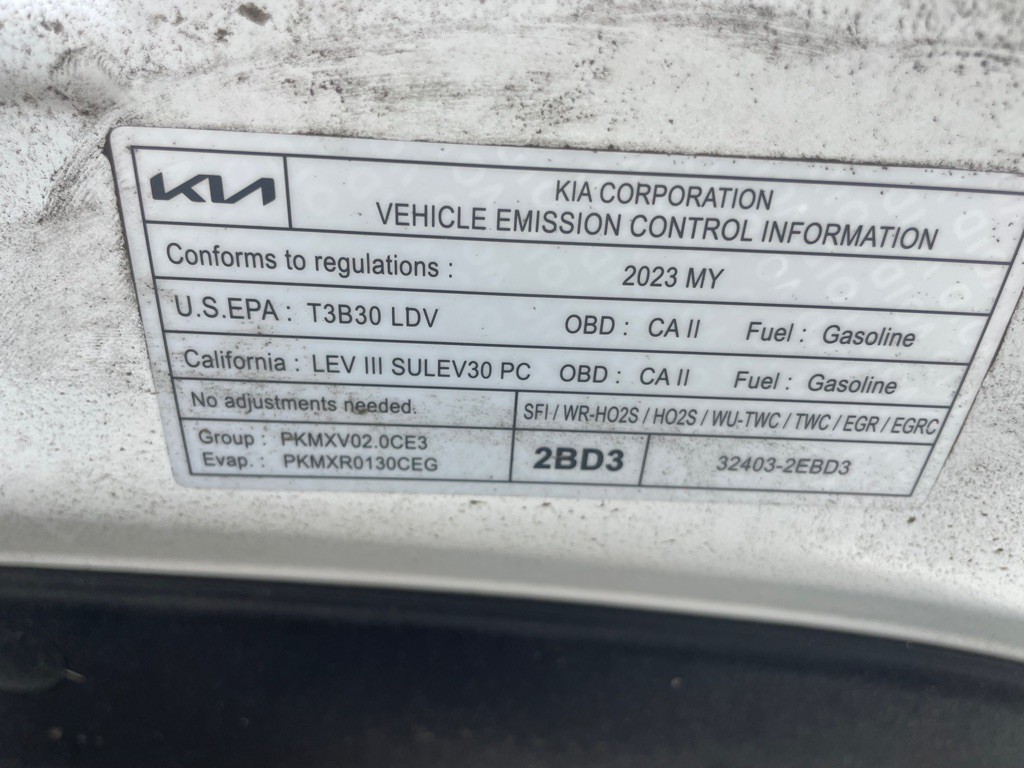 KIA
KIA CORPORATION
VEHICLE EMISSION CONTROL INFORMATION
Conforms to regulations : 2023 MY
U.S.EPA : T3B30 LDV OBD : CA II Fuel : Gasoline
California : LEV III SULEV30 PC OBD : CA II Fuel : Gasoline
No adjustments needed. SFI / WR-HO2S / HO2S / WU-TWC / TWC / EGR / EGRC
Group : PKMXV02.0CE3
Evap. : PKMXR0130CEG
2BD3
32403-2EBD3